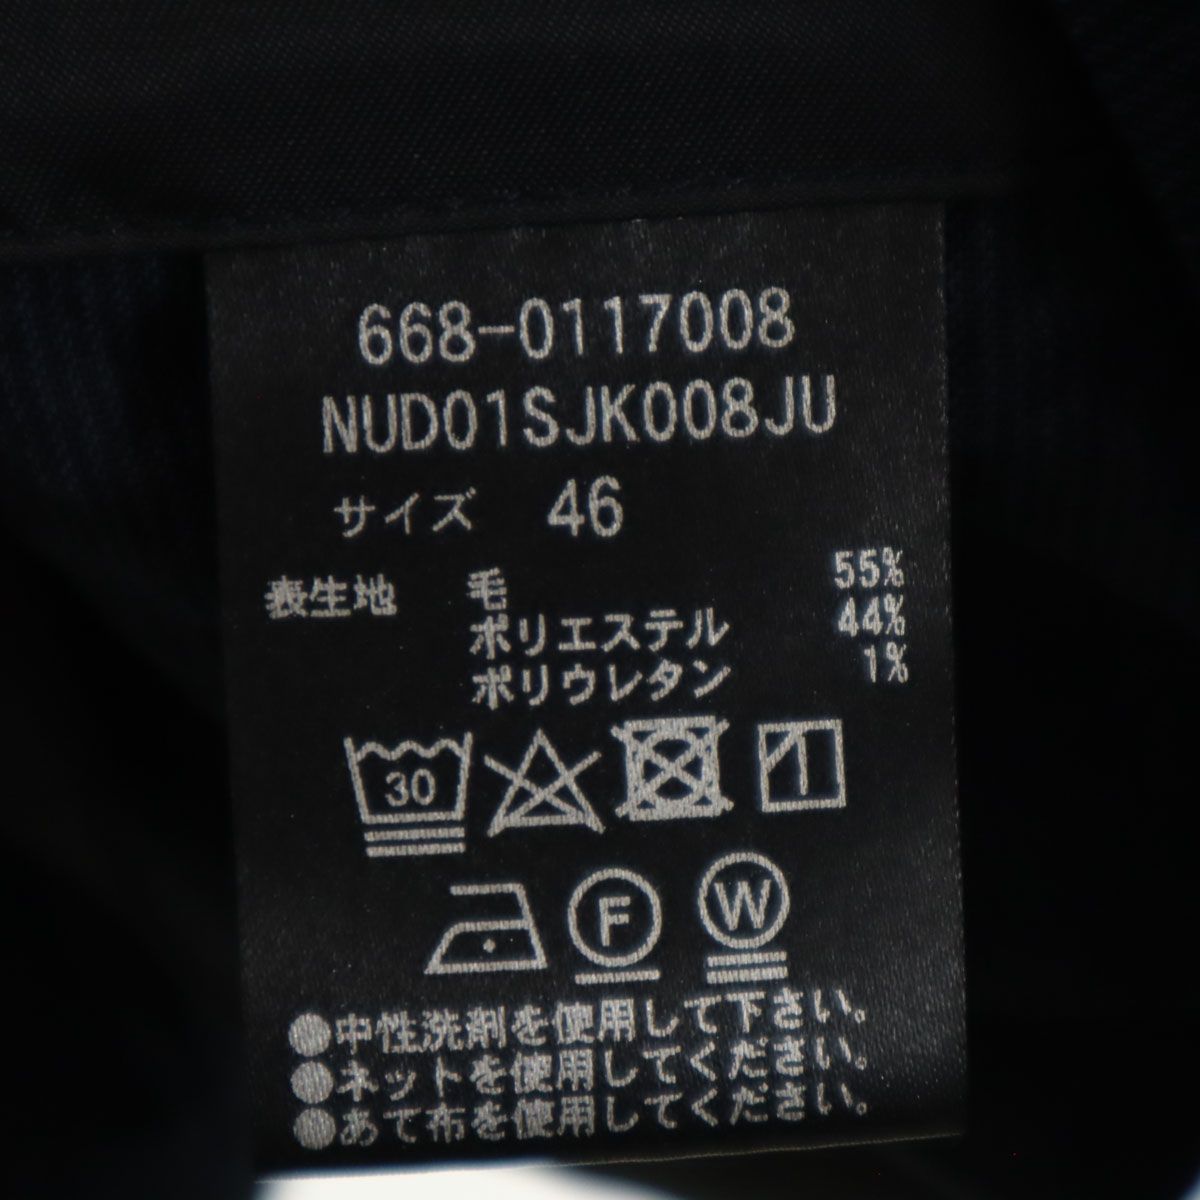 668-0117008
NUD01SJK008JU
サイズ 46
表生地 毛 55%
ポリエステル 44%
ポリウレタン 1%
30
F W
●中性洗剤を使用して下さい。
●ネットを使用してください。
●あて布を使用してください。